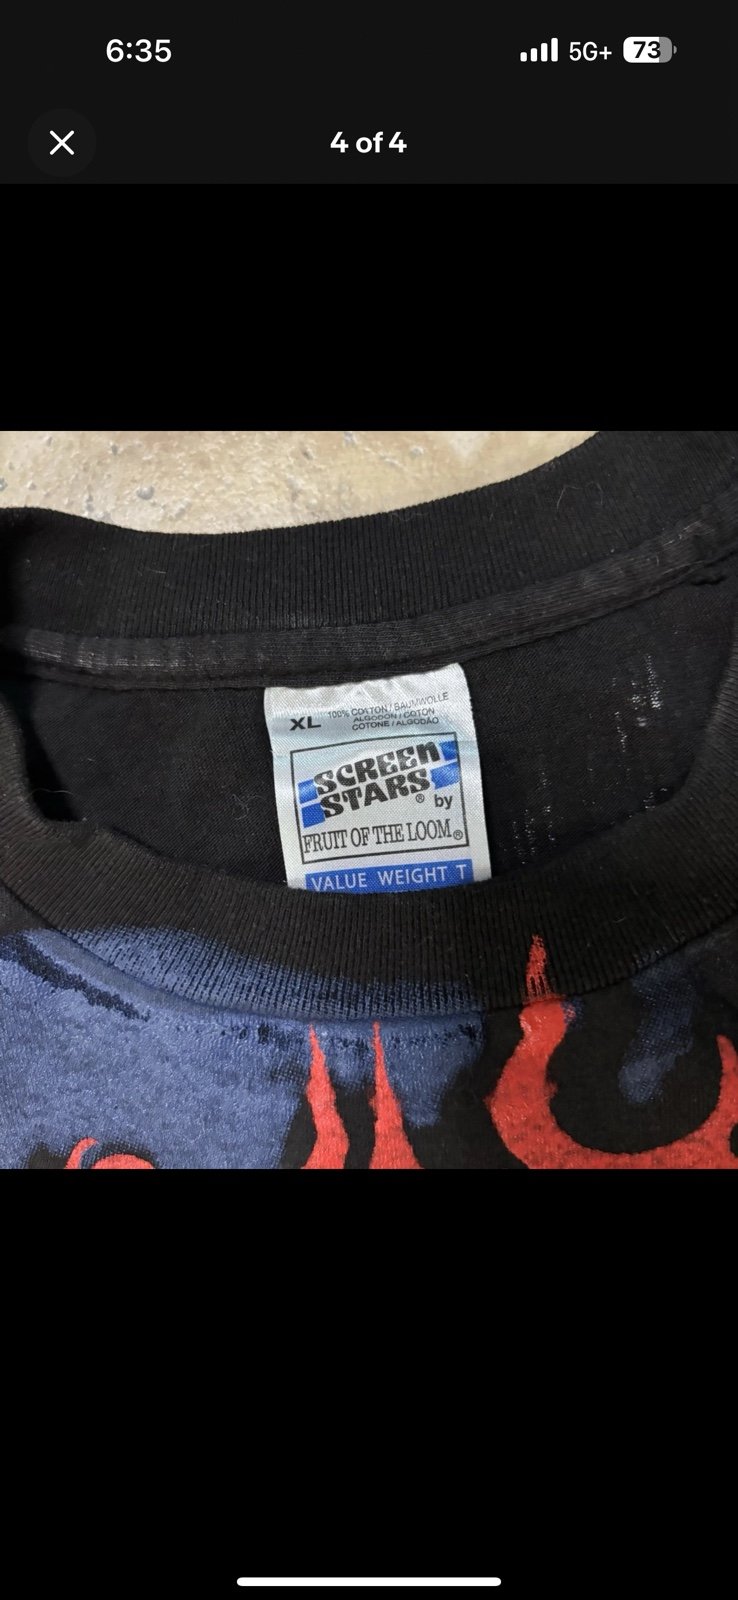 6:35
5G+
73
4 of 4
XL
100% COTTON / BAUMWOLLE
ALGODON / COTON
COTONE / ALGODÃO
SCREEN
STARS® by
FRUIT OF THE LOOM®
VALUE WEIGHT T